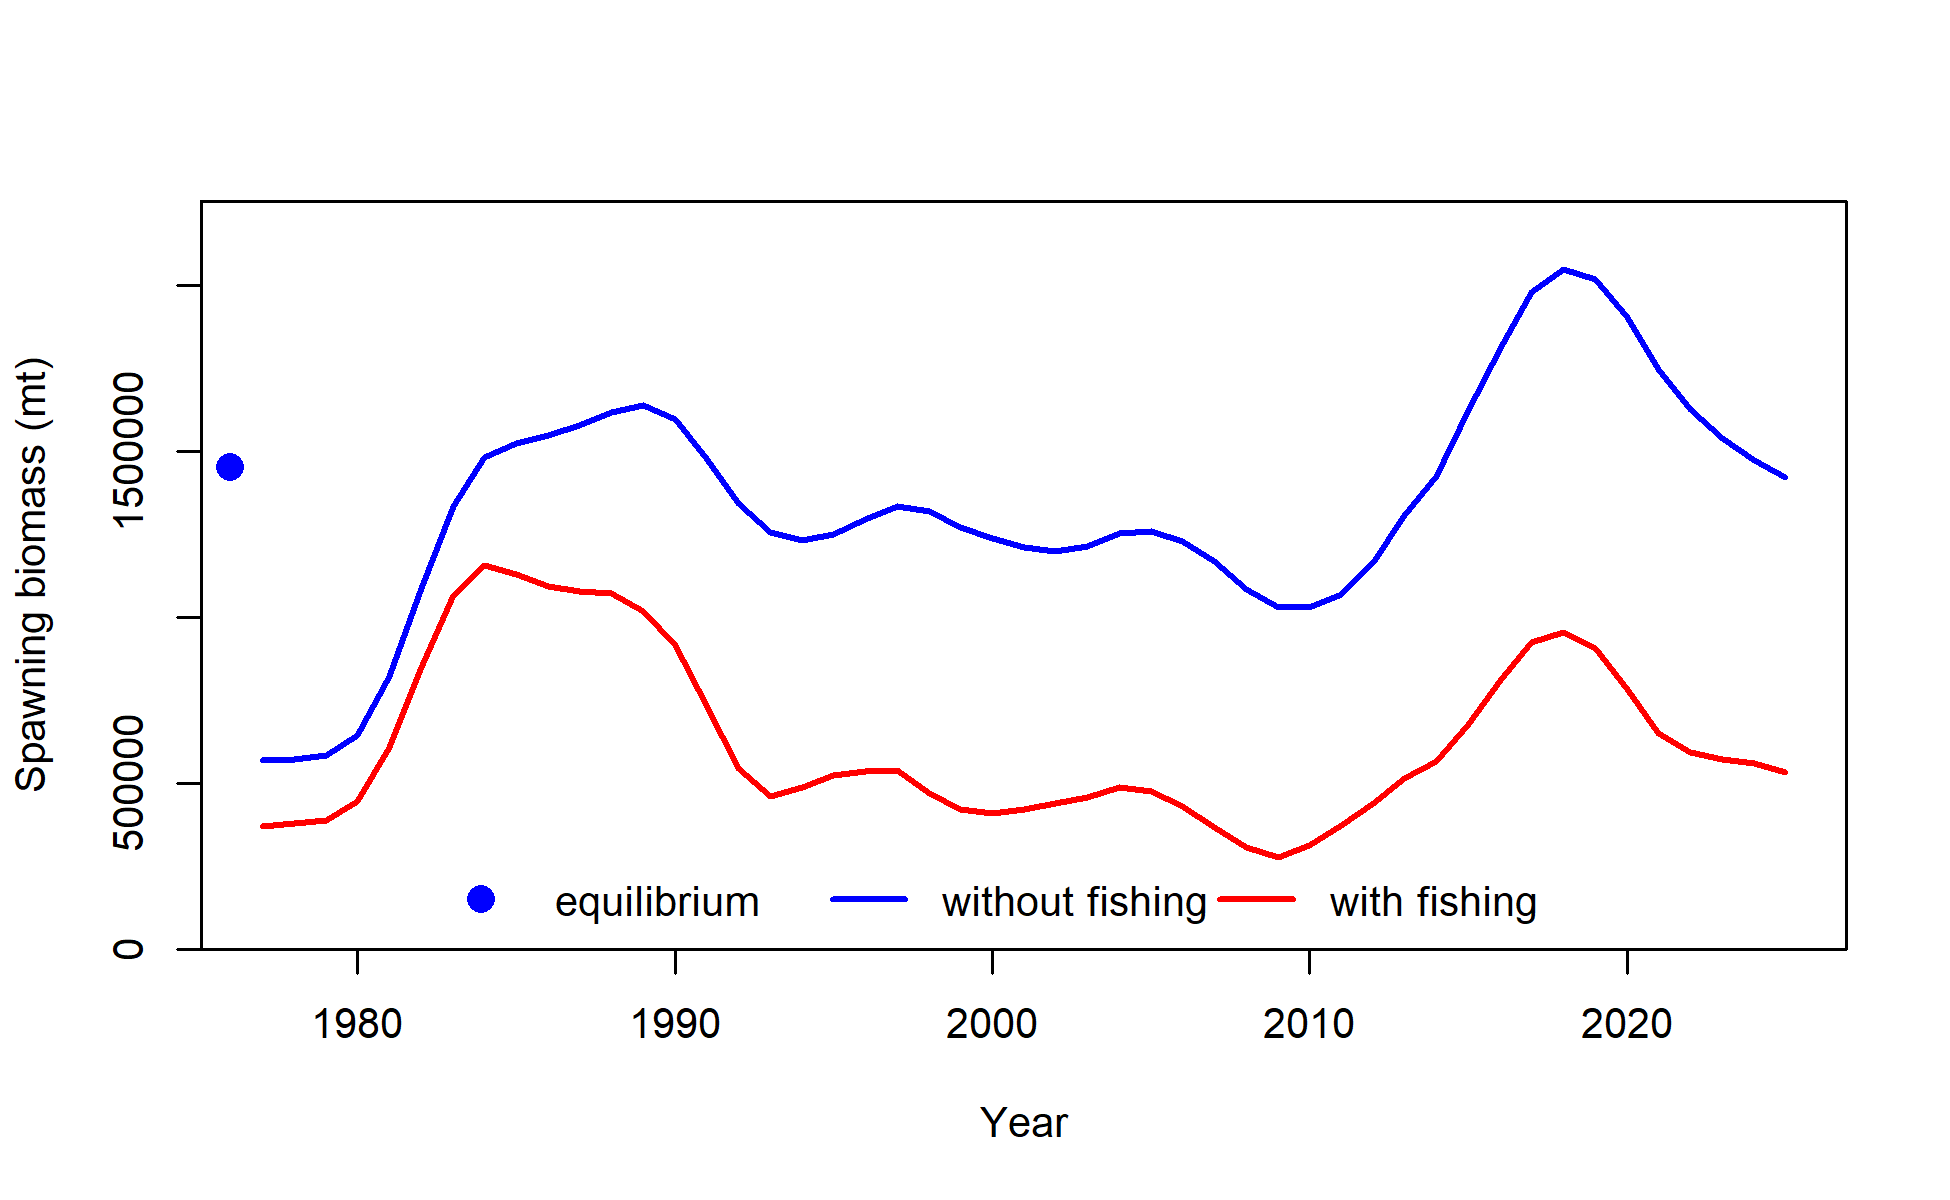 Spawning biomass (mt)
1500000
500000
0
equilibrium without fishing with fishing
1980 1990 2000 2010 2020
Year